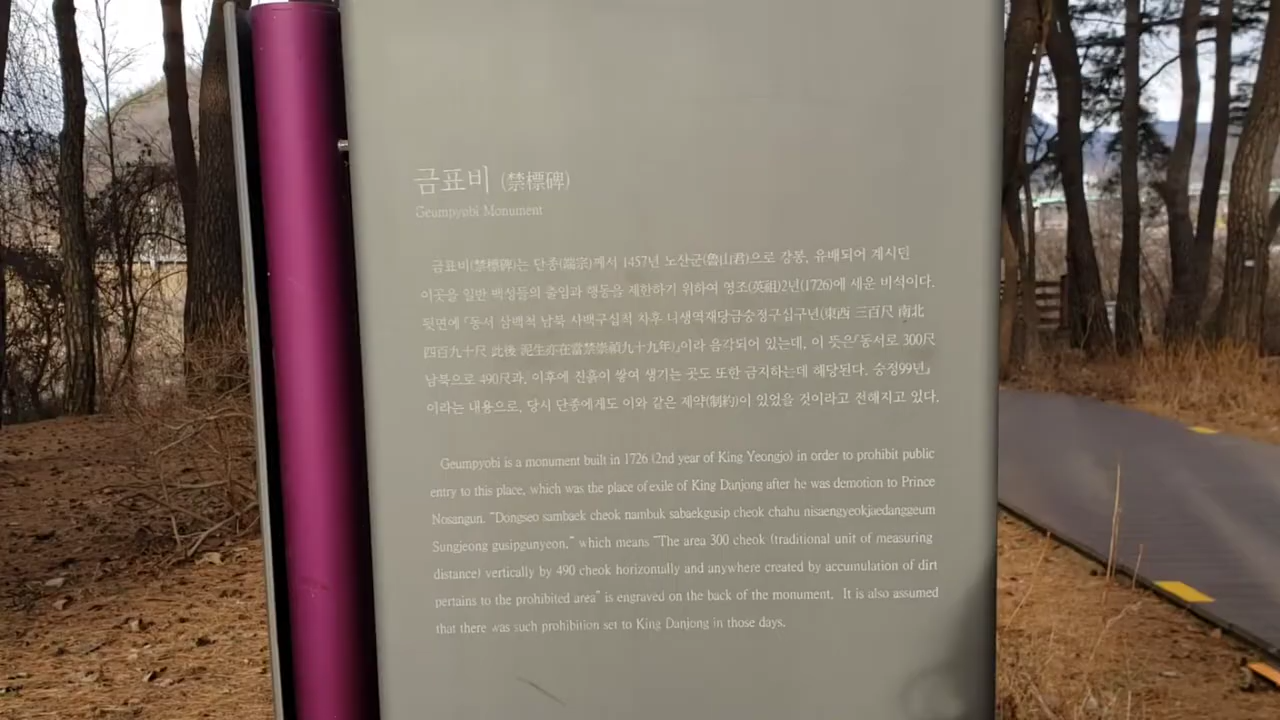 금표비 (禁標碑)
Geumpyobi Monument
금표비(禁標碑)는 단종(端宗)께서 1457년 노산군(魯山君)으로 강봉, 유배되어 계시던
이곳을 일반 백성들의 출입과 행동을 제한하기 위하여 영조(英祖)2년(1726)에 세운 비석이다.
뒷면에 「동서 삼백척 남북 사백구십척 차후 니생역재당금숭정구십구년(東西 三百尺 南北
四百九十尺 此後 泥生亦在當禁崇禎九十九年)」이라 음각되어 있는데, 이 뜻은「동서로 300尺
남북으로 490尺과, 이후에 진흙이 쌓여 생기는 곳도 또한 금지하는데 해당된다. 숭정99년」
이라는 내용으로, 당시 단종에게도 이와 같은 제약(制約)이 있었을 것이라고 전해지고 있다.
Geumpyobi is a monument built in 1726 (2nd year of King Yeongjo) in order to prohibit public
entry to this place, which was the place of exile of King Danjong after he was demotion to Prince
Nosangun. "Dongseo sambaek cheok nambuk sabaekgusip cheok chahu nisaengyeokjaedanggeum
Sungjeong gusipgunyeon," which means "The area 300 cheok (traditional unit of measuring
distance) vertically by 490 cheok horizontally and anywhere created by accumulation of dirt
pertains to the prohibited area" is engraved on the back of the monument. It is also assumed
that there was such prohibition set to King Danjong in those days.